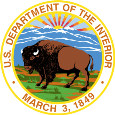 U.S. DEPARTMENT OF THE INTERIOR
MARCH 3, 1849